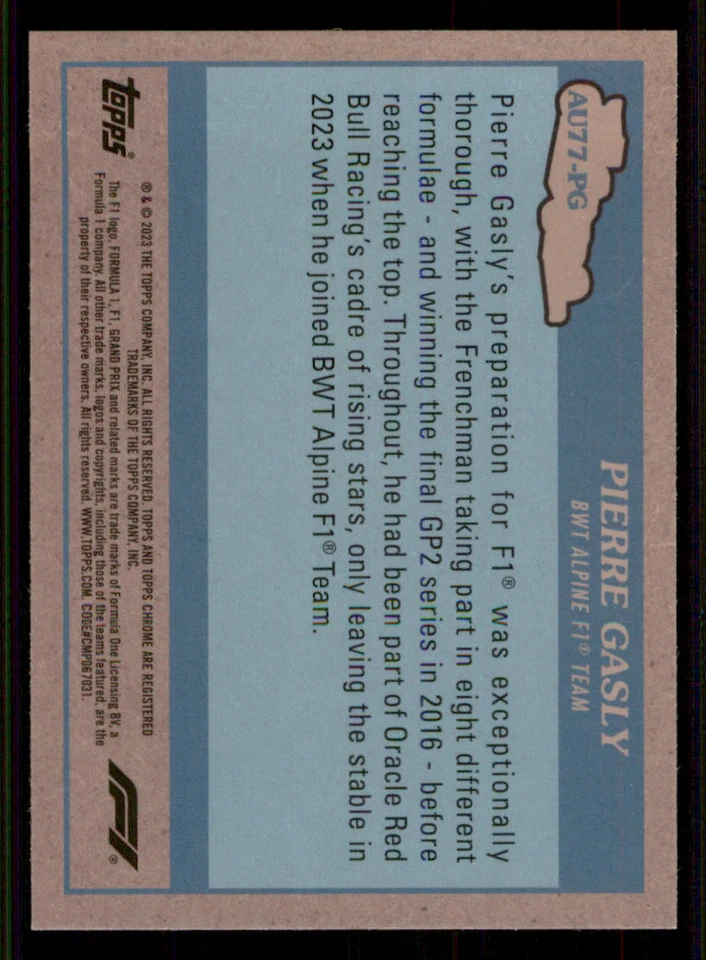 AU77-PG
PIERRE GASLY
BWT ALPINE F1® TEAM
Pierre Gasly's preparation for F1® was exceptionally
thorough, with the Frenchman taking part in eight different
formulae - and winning the final GP2 series in 2016 - before
reaching the top. Throughout, he had been part of Oracle Red
Bull Racing's cadre of rising stars, only leaving the stable in
2023 when he joined BWT Alpine F1® Team.
topps®
® & © 2023 THE TOPPS COMPANY, INC. ALL RIGHTS RESERVED. TOPPS AND TOPPS CHROME ARE REGISTERED
TRADEMARKS OF THE TOPPS COMPANY, INC.
The F1 logo, FORMULA 1, F1, GRAND PRIX and related marks are trade marks of Formula One Licensing BV, a
Formula 1 company. All other trade marks, logos and copyrights, including those of the teams featured, are the
property of their respective owners. All rights reserved. WWW.TOPPS.COM. CODE#CMP067031.
F1®